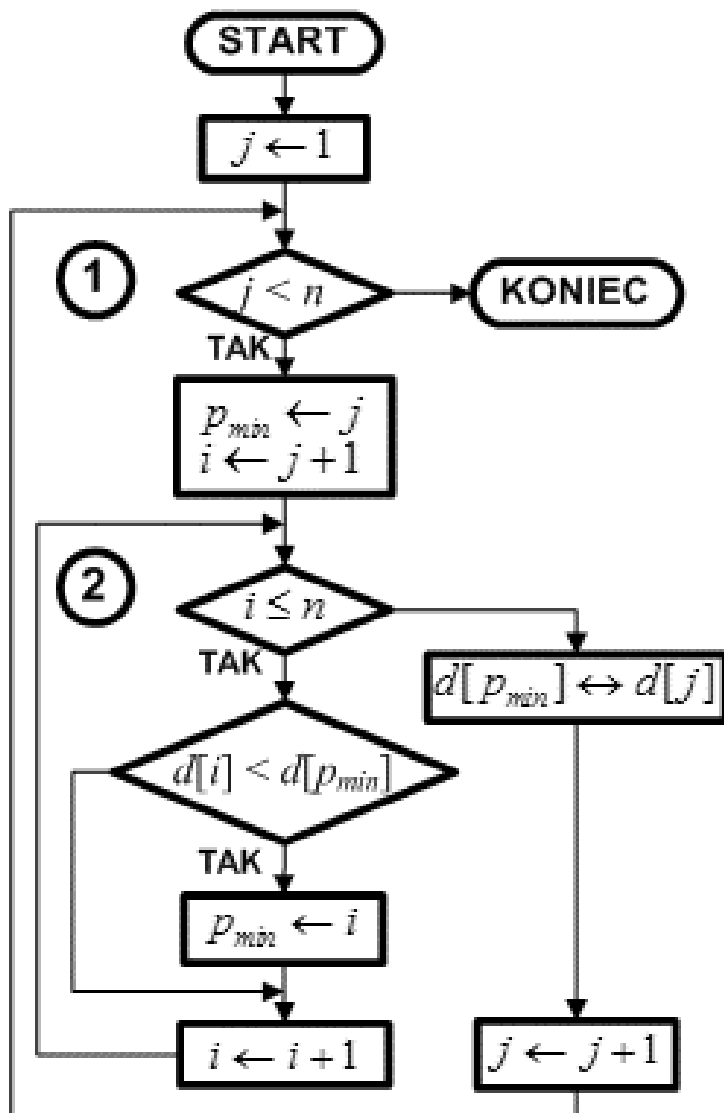 START
j ← 1
1
j < n
KONIEC
TAK
p_min ← j
i ← j + 1
2
i ≤ n
TAK
d[p_min] ↔ d[j]
d[i] < d[p_min]
TAK
p_min ← i
i ← i + 1
j ← j + 1